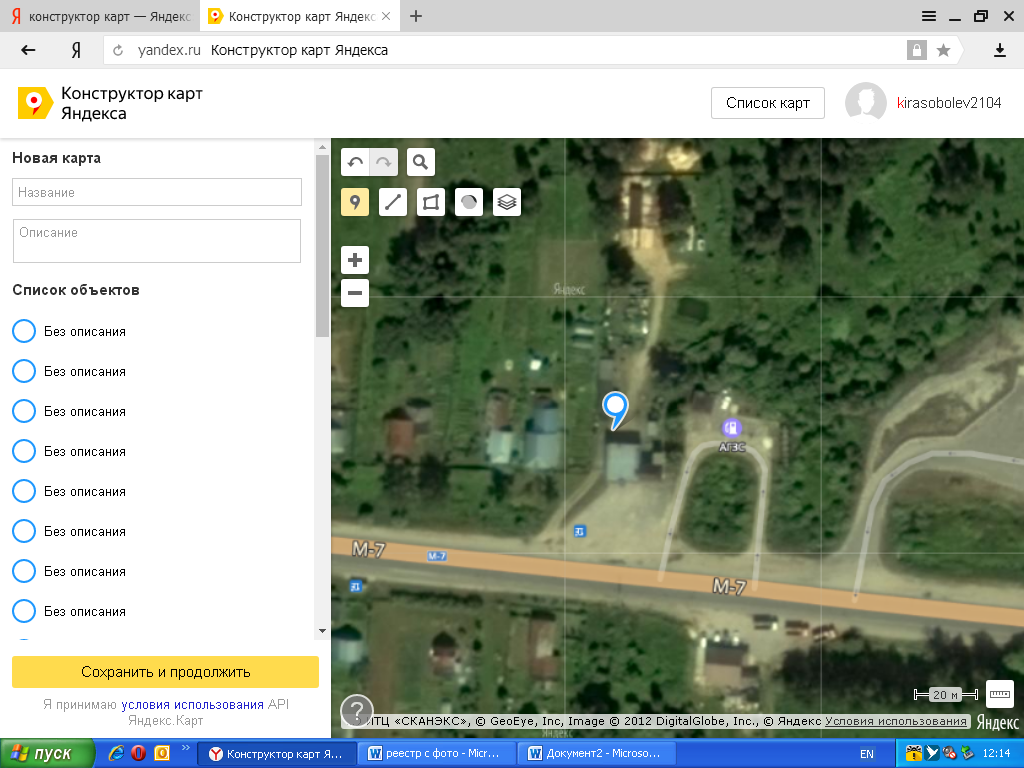 конструктор карт — Яндекс
Конструктор карт Яндекс
yandex.ru Конструктор карт Яндекса
Конструктор карт
Яндекса
Список карт
kirasobolev2104
Новая карта
Название
Описание
Список объектов
Без описания
Без описания
Без описания
Без описания
Без описания
Без описания
Без описания
Без описания
Сохранить и продолжить
Я принимаю условия использования API
Яндекс.Карт
Яндекс
АГЗС
М-7
М-7
М-7
20 м
?
ИТЦ «СКАНЭКС», © GeoEye, Inc, Image © 2012 DigitalGlobe, Inc., © Яндекс Условия использования
Яндекс
Яндекс
пуск
Конструктор карт Я...
реестр с фото - Micr...
Документ2 - Microso...
EN
12:14